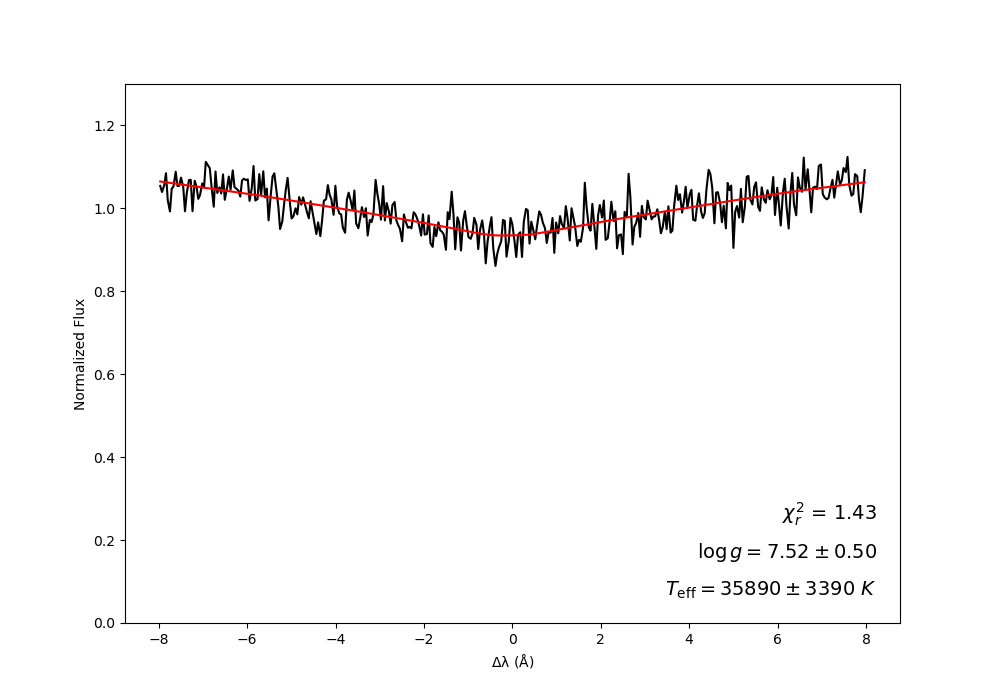 1.2
1.0
0.8
0.6
0.4
0.2
0.0
Normalized Flux
χ²ᵣ = 1.43
log g = 7.52 ± 0.50
T_eff = 35890 ± 3390 K
−8 −6 −4 −2 0 2 4 6 8
Δλ (Å)